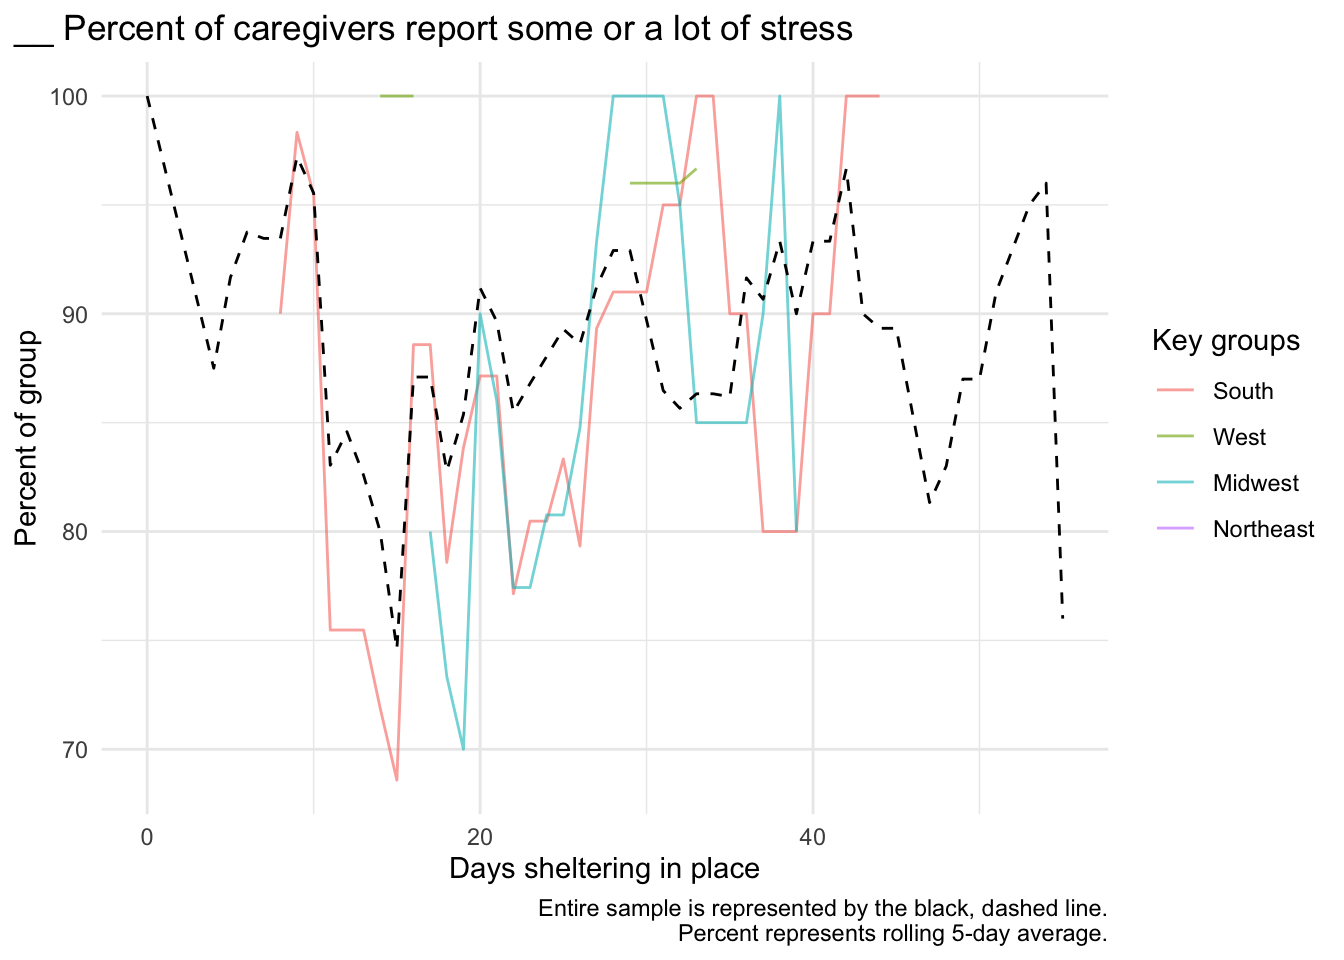 __ Percent of caregivers report some or a lot of stress
100
90
80
70
Percent of group
0
20
40
Days sheltering in place
Key groups
South
West
Midwest
Northeast
Entire sample is represented by the black, dashed line.
Percent represents rolling 5-day average.